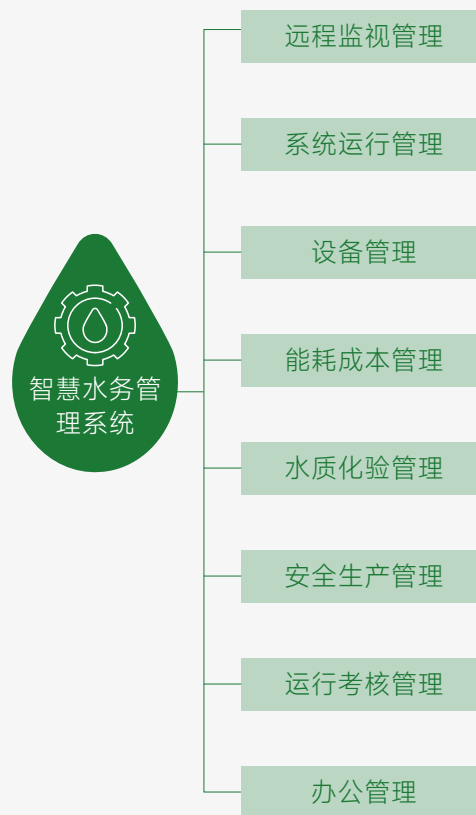 远程监视管理
系统运行管理
设备管理
能耗成本管理
智慧水务管
理系统
水质化验管理
安全生产管理
运行考核管理
办公管理